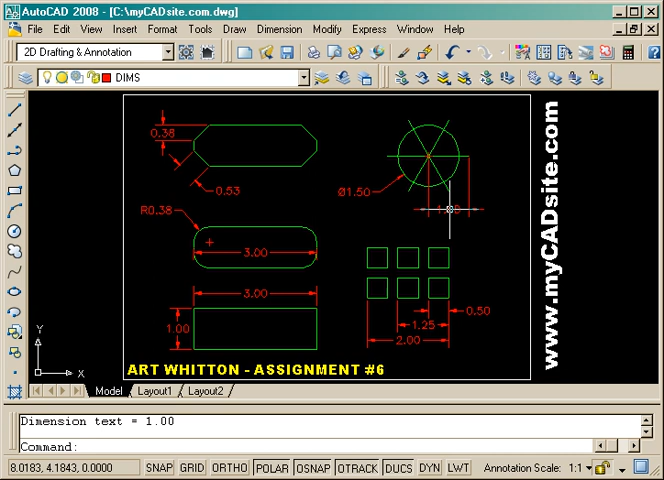 AutoCAD 2008 - [C:\myCADsite.com.dwg]
File Edit View Insert Format Tools Draw Dimension Modify Express Window Help
2D Drafting & Annotation
DIMS
0.38
0.53
Ø1.50
R0.38
3.00
3.00
1.00
0.50
1.25
2.00
www.myCADsite.com
ART WHITTON - ASSIGNMENT #6
Y
X
Model Layout1 Layout2
Dimension text = 1.00
Command:
8.0183, 4.1843, 0.0000 SNAP GRID ORTHO POLAR OSNAP OTRACK DUCS DYN LWT Annotation Scale: 1:1